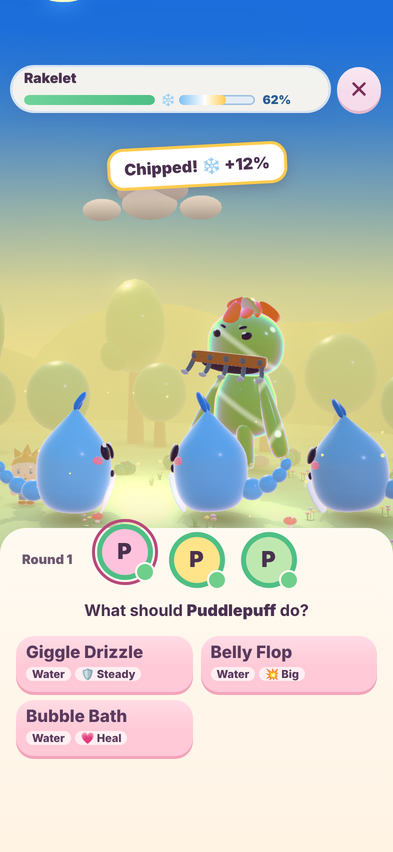 Rakelet
62%
Chipped! ❄️ +12%
Round 1
P
P
P
What should Puddlepuff do?
Giggle Drizzle
Water 🛡️ Steady
Belly Flop
Water 💥 Big
Bubble Bath
Water 💗 Heal